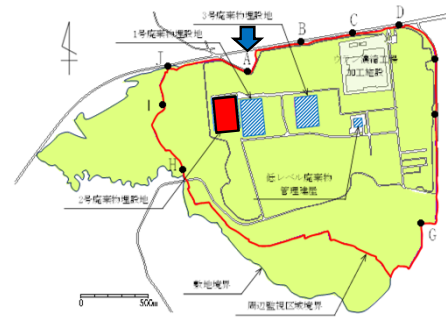 3号廃棄物埋設地
1号廃棄物埋設地
D
C
B
ウラン濃縮工場
加工施設
A
J
I
H
低レベル廃棄物
管理建屋
2号廃棄物埋設地
G
敷地境界
周辺監視区域境界
0
500m